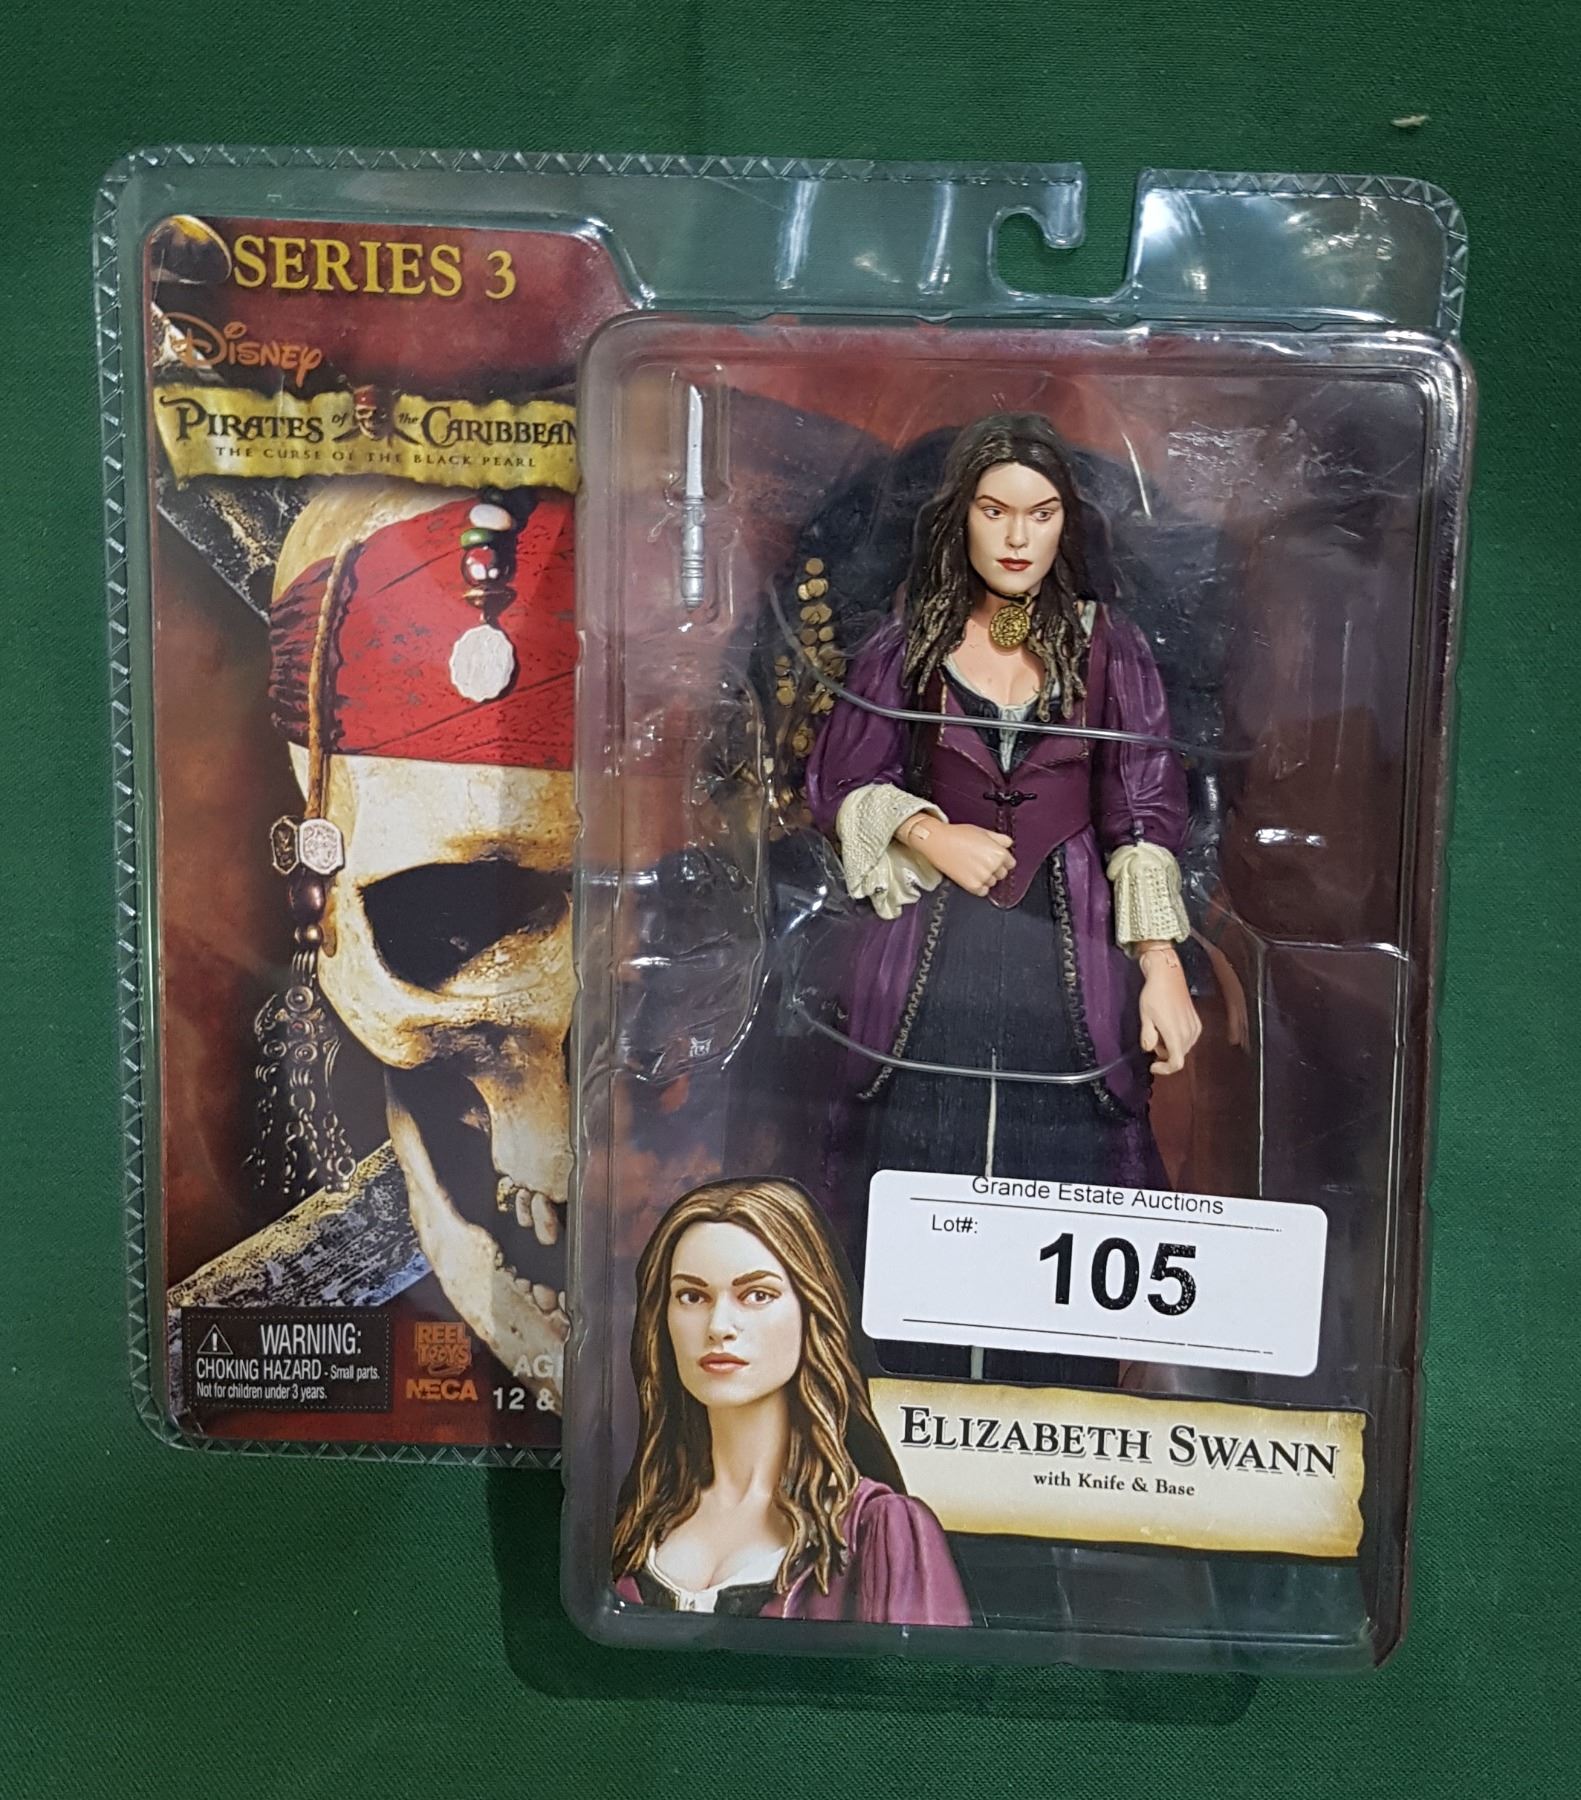 SERIES 3
Disney
PIRATES of the CARIBBEAN
THE CURSE OF THE BLACK PEARL
WARNING:
CHOKING HAZARD - Small parts.
Not for children under 3 years.
REEL
TOYS
NECA
12 &
Grande Estate Auctions
Lot#:
105
ELIZABETH SWANN
with Knife & Base